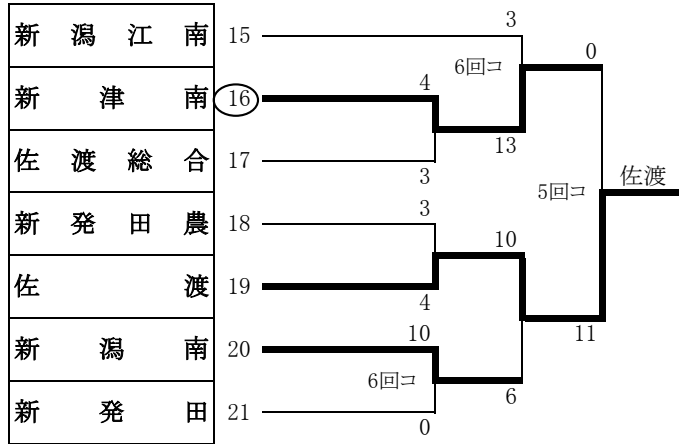 新潟江南 15 3
6回コ 0
新津南 16 4
13
佐渡総合 17 3
佐渡
5回コ
新発田農 18 3
10
佐渡 19 4
11
新潟南 20 10
6回コ 6
新発田 21 0